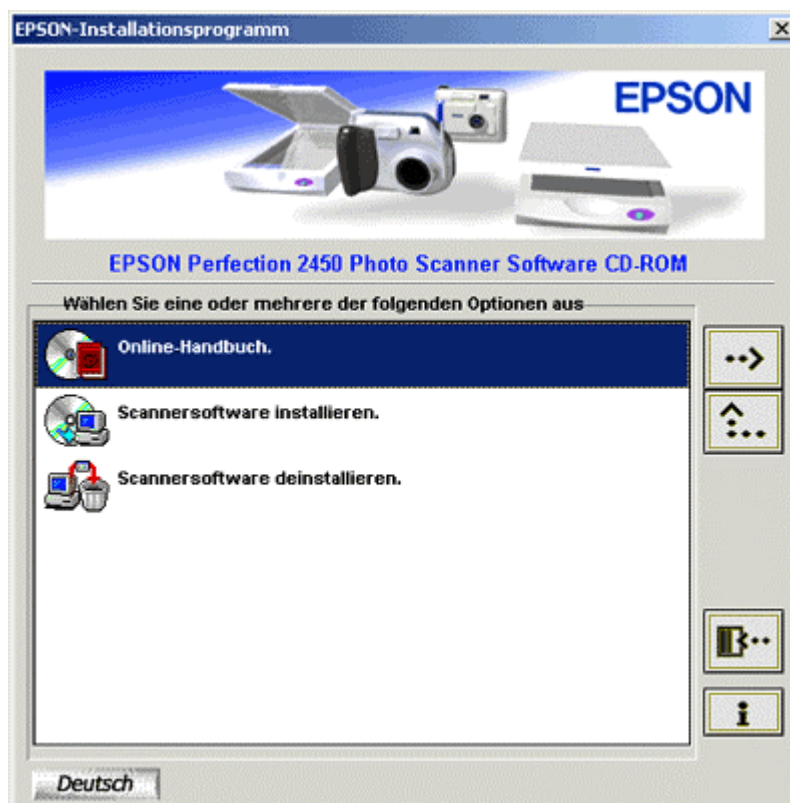 EPSON-Installationsprogramm
EPSON
EPSON Perfection 2450 Photo Scanner Software CD-ROM
Wählen Sie eine oder mehrere der folgenden Optionen aus
Online-Handbuch.
Scannersoftware installieren.
Scannersoftware deinstallieren.
i
Deutsch